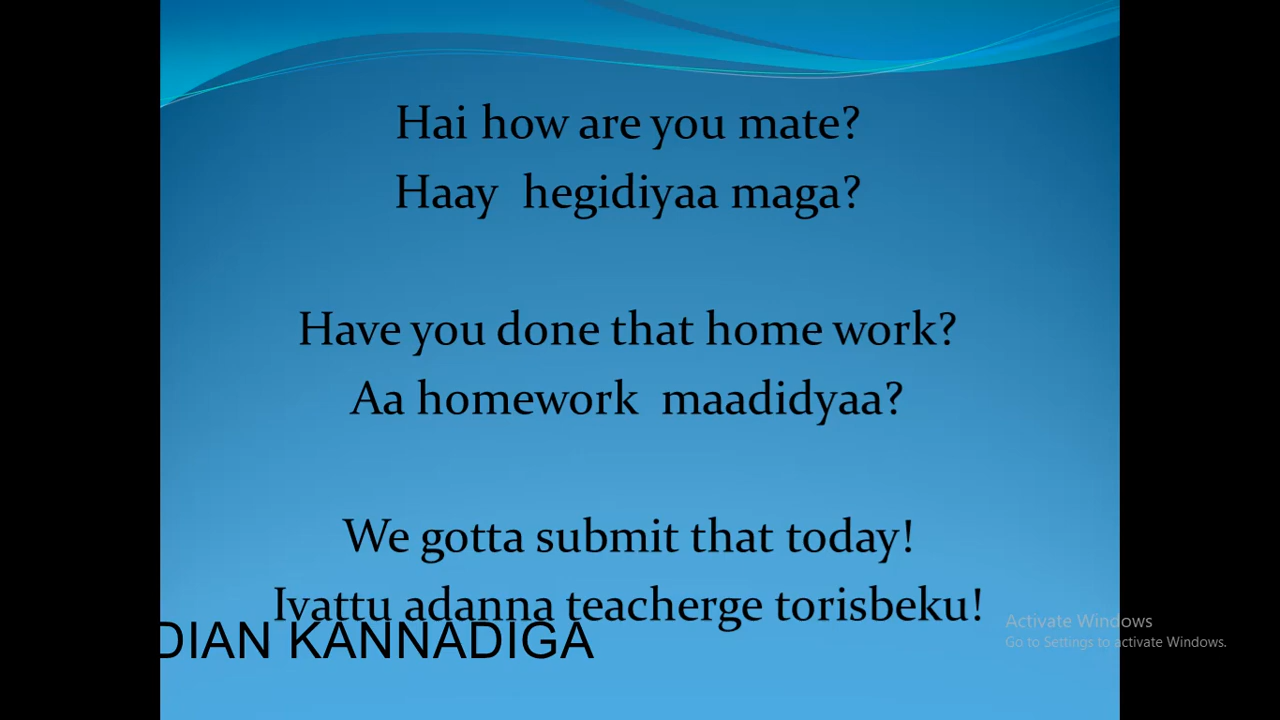 Hai how are you mate?
Haay hegidiyaa maga?
Have you done that home work?
Aa homework maadidyaa?
We gotta submit that today!
Ivattu adanna teacherge torisbeku!
DIAN KANNADIGA
Activate Windows
Go to Settings to activate Windows.